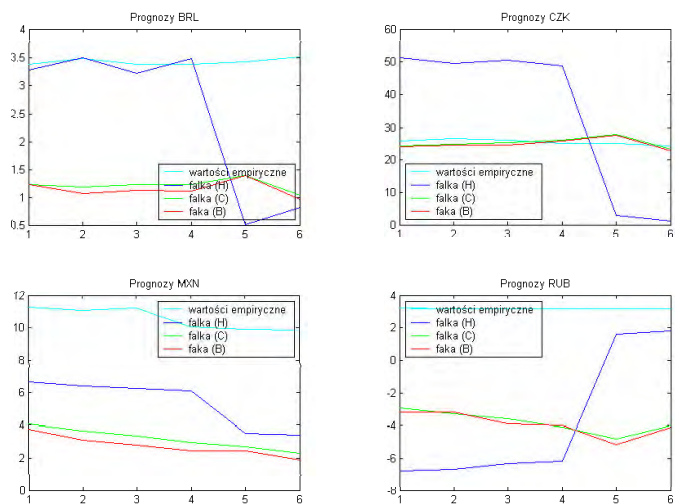 Prognozy BRL
4
3.5
3
2.5
2
1.5
1
0.5
1 2 3 4 5 6
wartości empiryczne
falka (H)
falka (C)
faka (B)
Prognozy CZK
60
50
40
30
20
10
0
1 2 3 4 5 6
wartości empiryczne
falka (H)
falka (C)
faka (B)
Prognozy MXN
12
10
8
6
4
2
0
1 2 3 4 5 6
wartości empiryczne
falka (H)
falka (C)
faka (B)
Prognozy RUB
4
2
0
-2
-4
-6
-8
1 2 3 4 5 6
wartości empiryczne
falka (H)
falka (C)
faka (B)